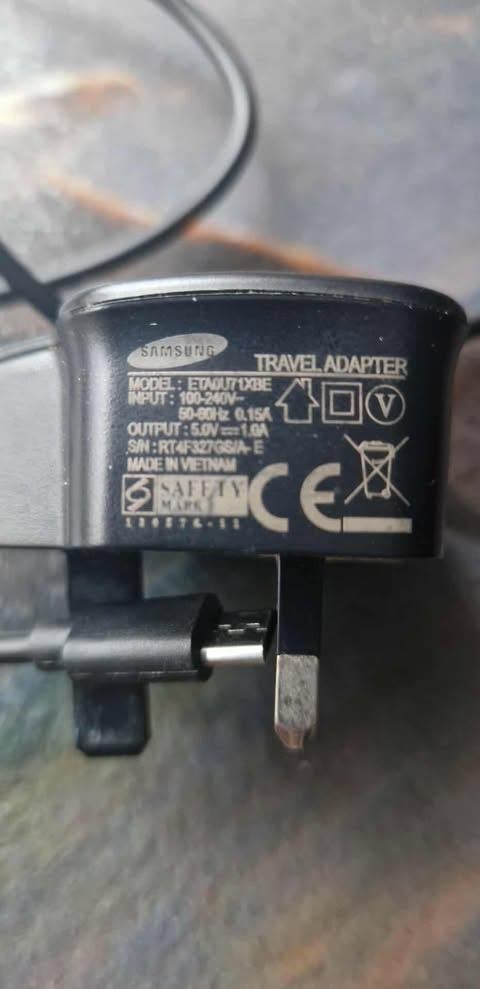 SAMSUNG
TRAVEL ADAPTER
MODEL : ETA0U71XBE
INPUT : 100-240V~
50-60Hz 0.15A
OUTPUT : 5.0V⎓1.0A
S/N : RT4F327GS/A- E
MADE IN VIETNAM
V
SAFETY
MARK
CE